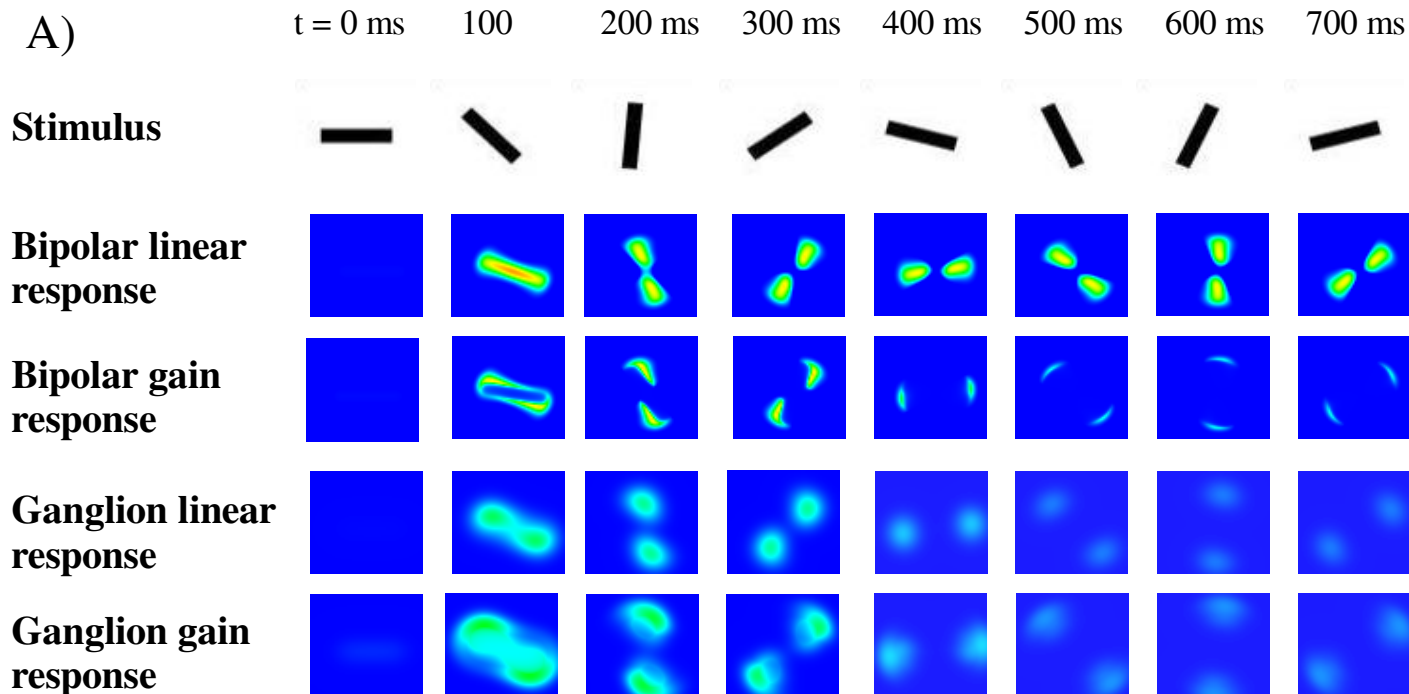 A)
t = 0 ms 100 200 ms 300 ms 400 ms 500 ms 600 ms 700 ms
Stimulus
Bipolar linear
response
Bipolar gain
response
Ganglion linear
response
Ganglion gain
response